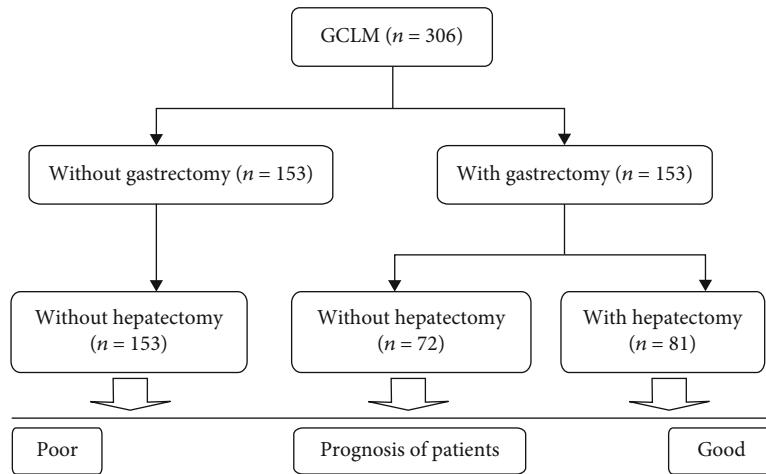 GCLM (n = 306)
Without gastrectomy (n = 153)
With gastrectomy (n = 153)
Without hepatectomy
(n = 153)
Without hepatectomy
(n = 72)
With hepatectomy
(n = 81)
Poor
Prognosis of patients
Good